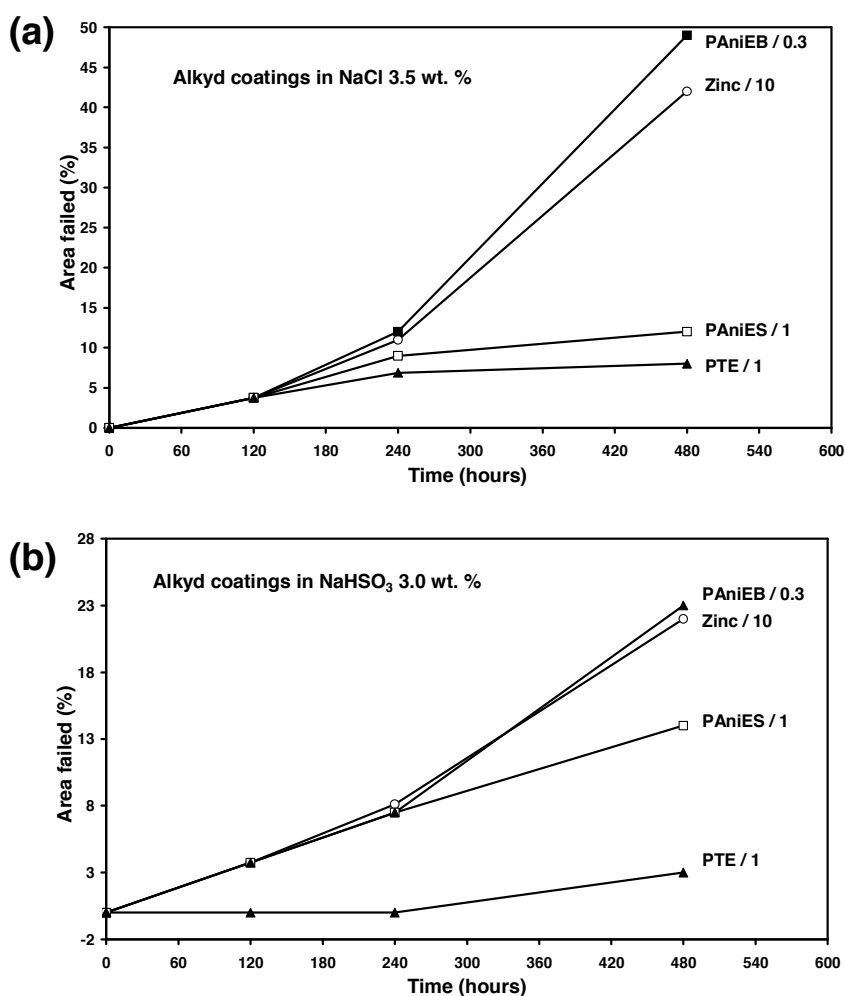 (a)
50
45
40
35
30
25
20
15
10
5
0
Area failed (%)
Alkyd coatings in NaCl 3.5 wt. %
PAniEB / 0.3
Zinc / 10
PAniES / 1
PTE / 1
0 60 120 180 240 300 360 420 480 540 600
Time (hours)
(b)
28
23
18
13
8
3
-2
Area failed (%)
Alkyd coatings in NaHSO₃ 3.0 wt. %
PAniEB / 0.3
Zinc / 10
PAniES / 1
PTE / 1
0 60 120 180 240 300 360 420 480 540 600
Time (hours)